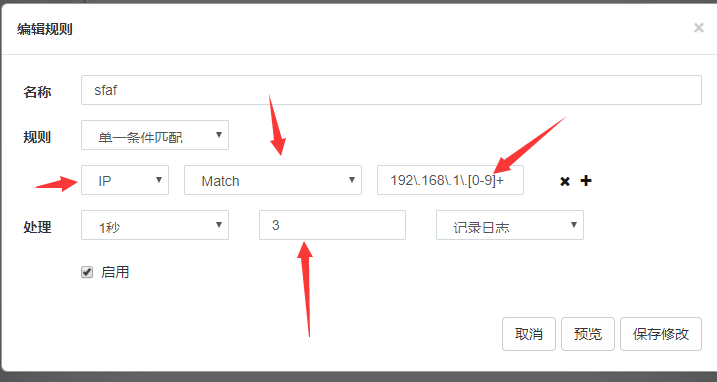 编辑规则 ×
名称 sfaf
规则 单一条件匹配
IP Match 192\.168\.1\.[0-9]+
处理 1秒 3 记录日志
启用
取消 预览 保存修改